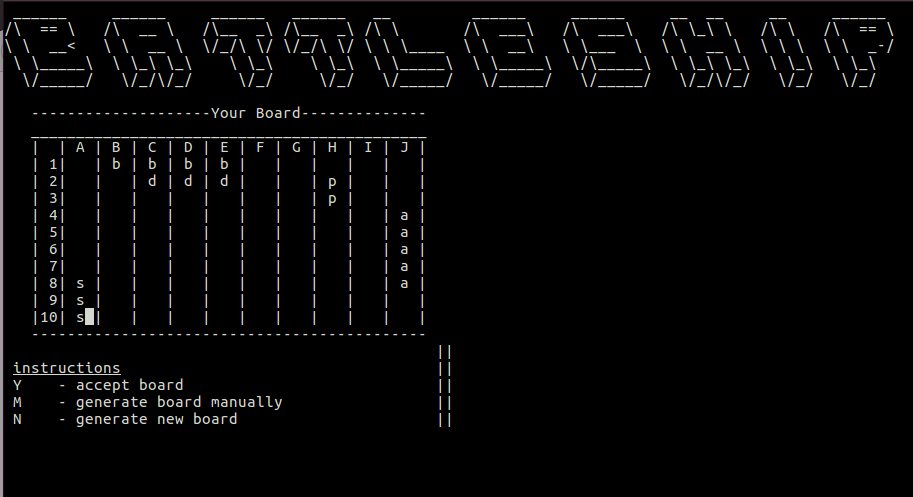 BATTLESHIP
--------------------Your Board--------------
| | A | B | C | D | E | F | G | H | I | J |
| 1| | b | b | b | b | | | | | |
| 2| | | d | d | d | | | p | | |
| 3| | | | | | | | p | | |
| 4| | | | | | | | | | a |
| 5| | | | | | | | | | a |
| 6| | | | | | | | | | a |
| 7| | | | | | | | | | a |
| 8| s | | | | | | | | | a |
| 9| s | | | | | | | | | |
|10| s | | | | | | | | | |
--------------------------------------------
instructions
Y - accept board
M - generate board manually
N - generate new board